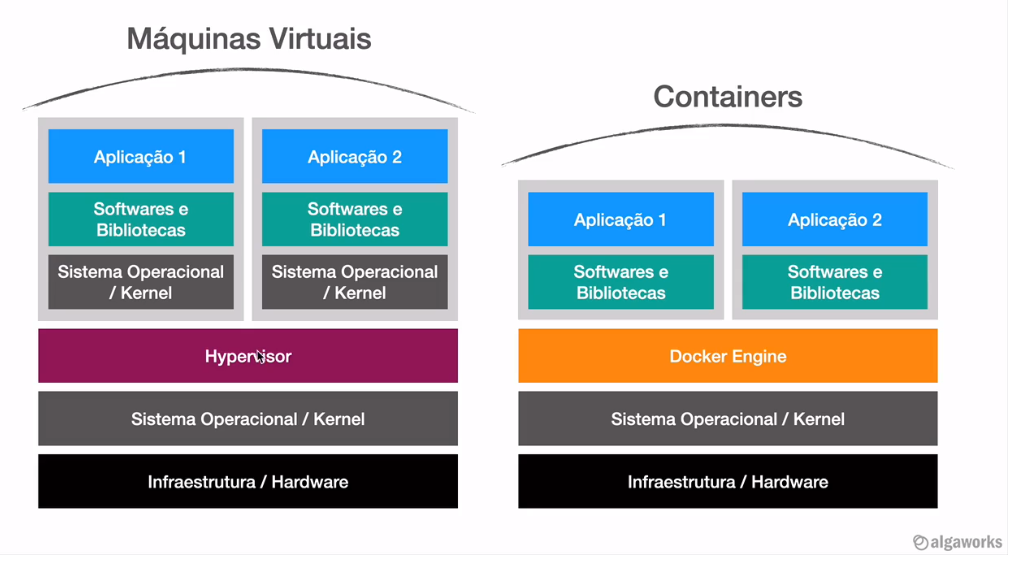 Máquinas Virtuais
Aplicação 1
Aplicação 2
Softwares e
Bibliotecas
Softwares e
Bibliotecas
Sistema Operacional
/ Kernel
Sistema Operacional
/ Kernel
Hypervisor
Sistema Operacional / Kernel
Infraestrutura / Hardware
Containers
Aplicação 1
Aplicação 2
Softwares e
Bibliotecas
Softwares e
Bibliotecas
Docker Engine
Sistema Operacional / Kernel
Infraestrutura / Hardware
algaworks